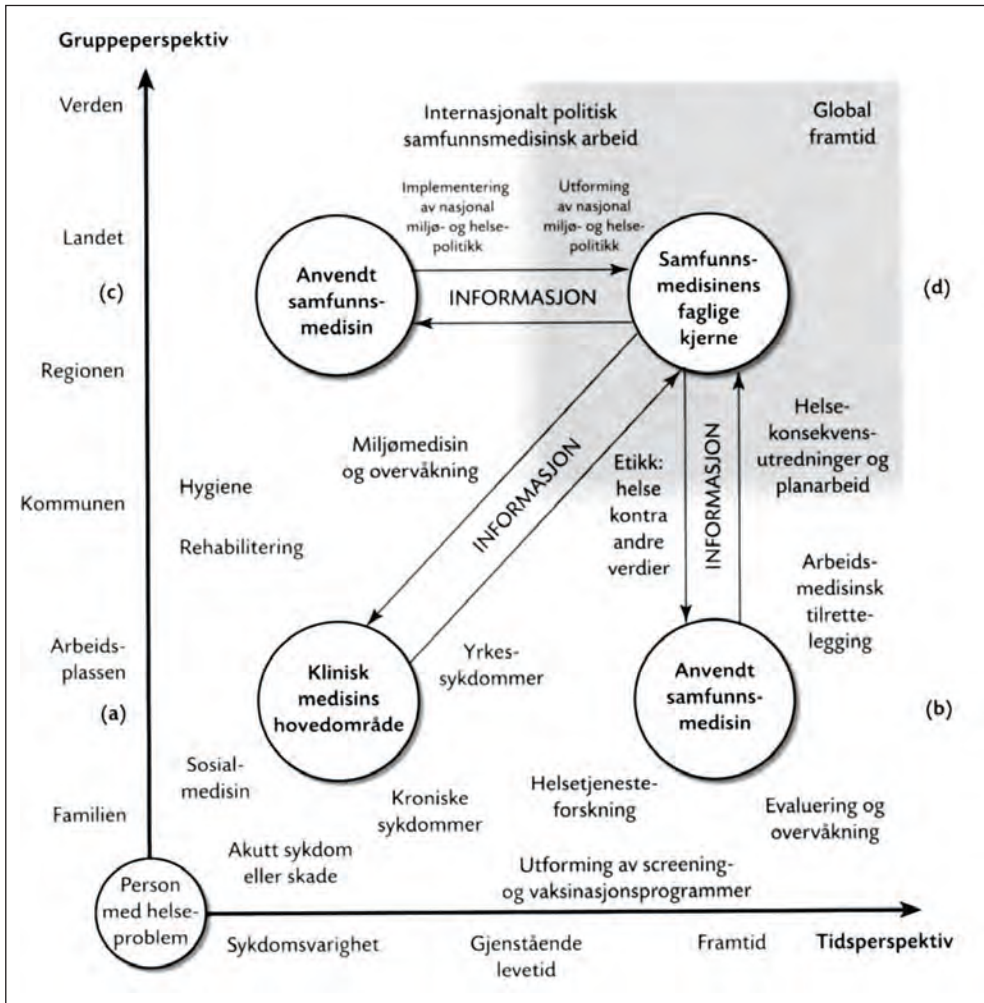 Gruppeperspektiv
Verden
Internasjonalt politisk
samfunnsmedisinsk arbeid
Global
framtid
Implementering
av nasjonal
miljø- og helse-
politikk
Utforming
av nasjonal
miljø- og helse-
politikk
Landet
(c)
Anvendt
samfunns-
medisin
INFORMASJON
Samfunns-
medisinens
faglige
kjerne
(d)
Regionen
Miljømedisin
og overvåkning
INFORMASJON
Etikk:
helse
kontra
andre
verdier
INFORMASJON
Helse-
konsekvens-
utredninger og
planarbeid
Hygiene
Kommunen
Rehabilitering
Arbeids-
medisinsk
tilrette-
legging
Arbeids-
plassen
(a)
Klinisk
medisins
hovedområde
Yrkes-
sykdommer
Anvendt
samfunns-
medisin
(b)
Sosial-
medisin
Kroniske
sykdommer
Helsetjeneste-
forskning
Evaluering og
overvåkning
Familien
Akutt sykdom
eller skade
Utforming av screening-
og vaksinasjonsprogrammer
Person
med helse-
problem
Sykdomsvarighet
Gjenstående
levetid
Framtid
Tidsperspektiv